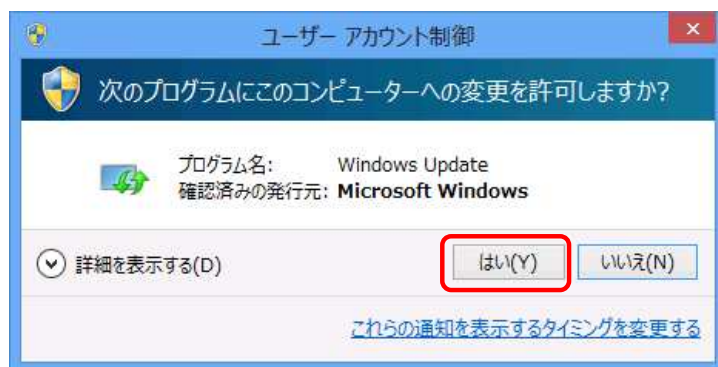 ユーザー アカウント制御
次のプログラムにこのコンピューターへの変更を許可しますか?
プログラム名: Windows Update
確認済みの発行元: Microsoft Windows
詳細を表示する(D) はい(Y) いいえ(N)
これらの通知を表示するタイミングを変更する